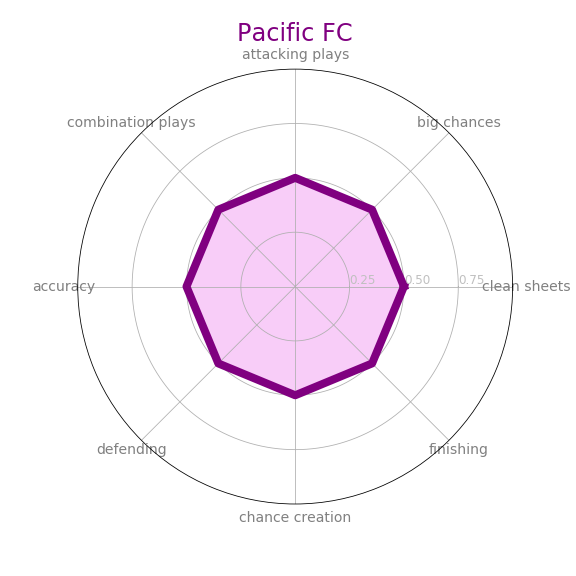 Pacific FC
attacking plays
combination plays
big chances
accuracy
0.25
0.50
0.75
clean sheets
defending
finishing
chance creation